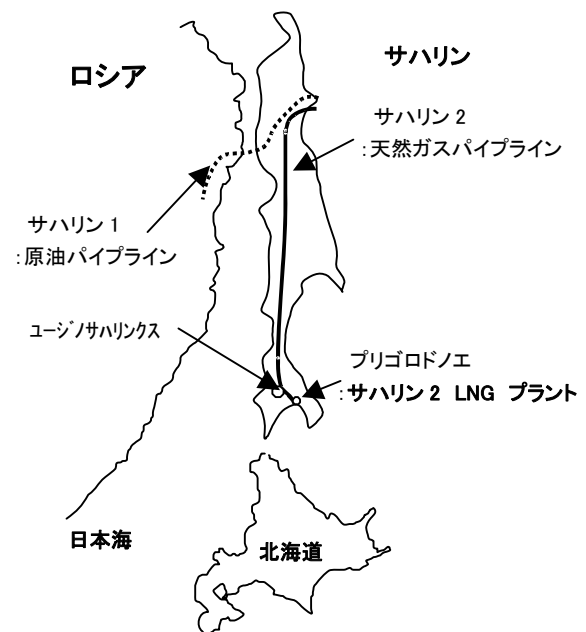 ロシア
サハリン
サハリン 2
:天然ガスパイプライン
サハリン 1
:原油パイプライン
ユージノサハリンクス
プリゴロドノエ
:サハリン 2 LNG プラント
日本海
北海道